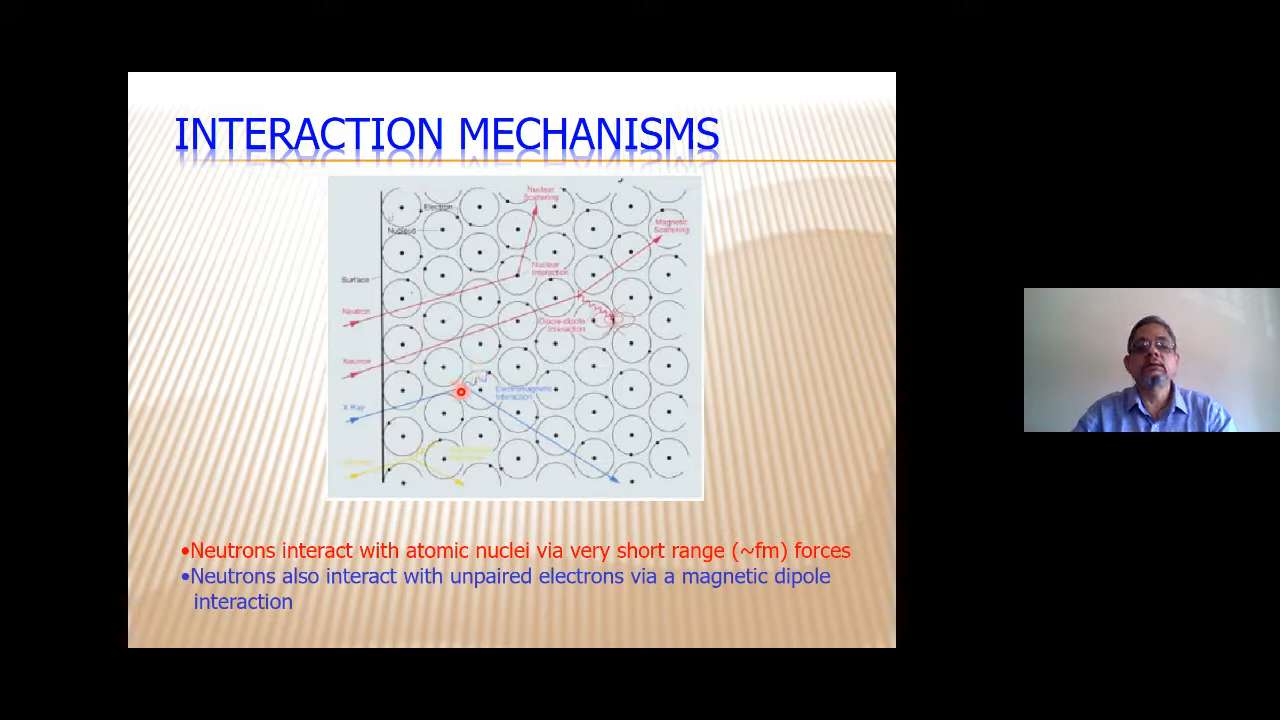 INTERACTION MECHANISMS
Nuclear
Scattering
Electron
Magnetic
Scattering
Nucleus
Nuclear
Interaction
Surface
Neutron
Dipole-dipole
Interaction
Neutron
Electromagnetic
Interaction
X Ray
•Neutrons interact with atomic nuclei via very short range (~fm) forces
•Neutrons also interact with unpaired electrons via a magnetic dipole
interaction